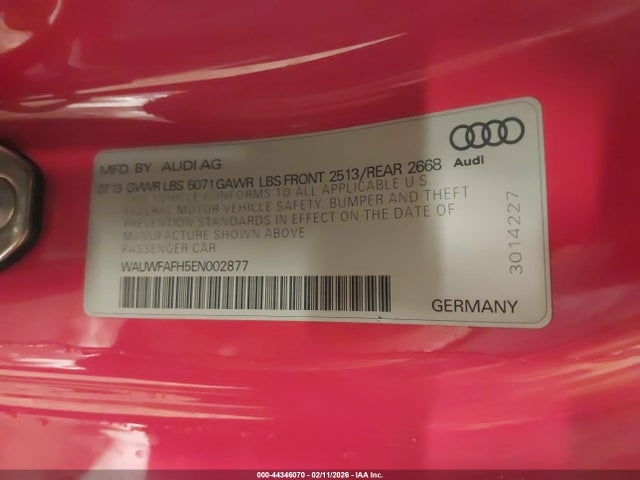 MFD BY AUDI AG
07 13 GVWR LBS 5071 GAWR LBS FRONT 2513/REAR 2668
THIS VEHICLE CONFORMS TO ALL APPLICABLE U S
FEDERAL MOTOR VEHICLE SAFETY, BUMPER AND THEFT
PREVENTION STANDARDS IN EFFECT ON THE DATE OF
MANUFACTURE SHOWN ABOVE
PASSENGER CAR
WAUWFAFH5EN002877
Audi
3014227
GERMANY
000-44346070 - 02/11/2026 - IAA Inc.